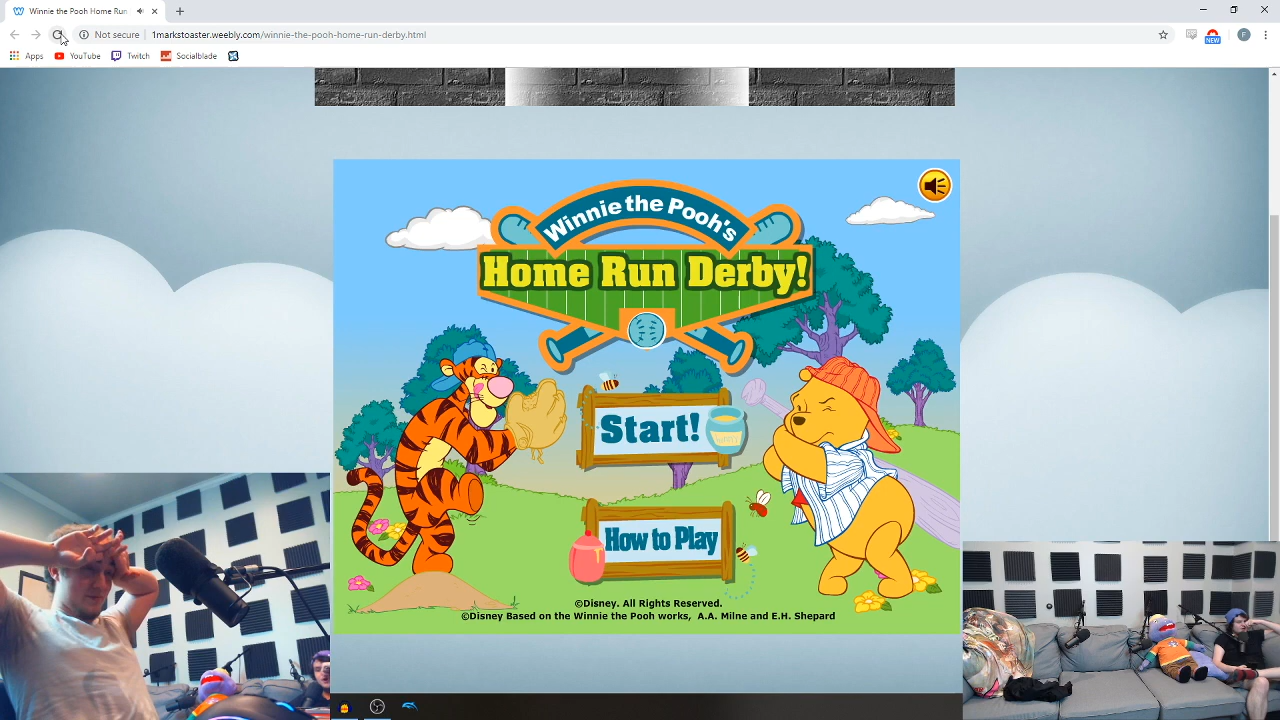 Winnie the Pooh Home Run
Not secure
1markstoaster.weebly.com/winnie-the-pooh-home-run-derby.html
F
NEW
Apps
YouTube
Twitch
Socialblade
Winnie the Pooh's
Home Run Derby!
Start!
HUNNY
How to Play
©Disney. All Rights Reserved.
©Disney Based on the Winnie the Pooh works, A.A. Milne and E.H. Shepard